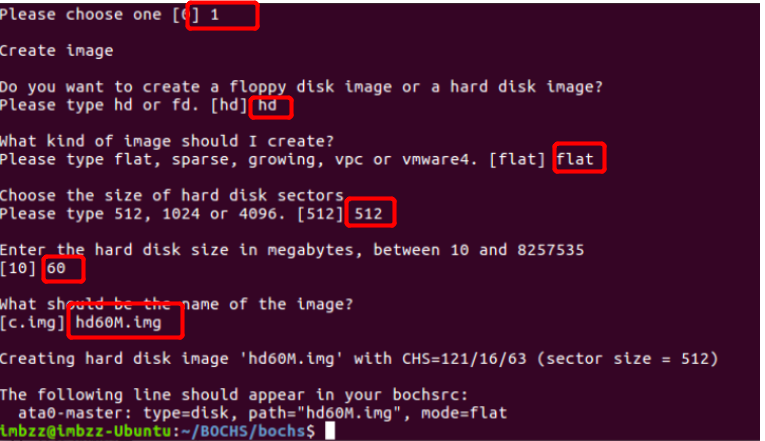 Please choose one [0] 1
Create image
Do you want to create a floppy disk image or a hard disk image?
Please type hd or fd. [hd] hd
What kind of image should I create?
Please type flat, sparse, growing, vpc or vmware4. [flat] flat
Choose the size of hard disk sectors.
Please type 512, 1024 or 4096. [512] 512
Enter the hard disk size in megabytes, between 10 and 8257535
[10] 60
What should be the name of the image?
[c.img] hd60M.img
Creating hard disk image 'hd60M.img' with CHS=121/16/63 (sector size = 512)
The following line should appear in your bochsrc:
  ata0-master: type=disk, path="hd60M.img", mode=flat
imbzz@imbzz-Ubuntu:~/BOCHS/bochs$